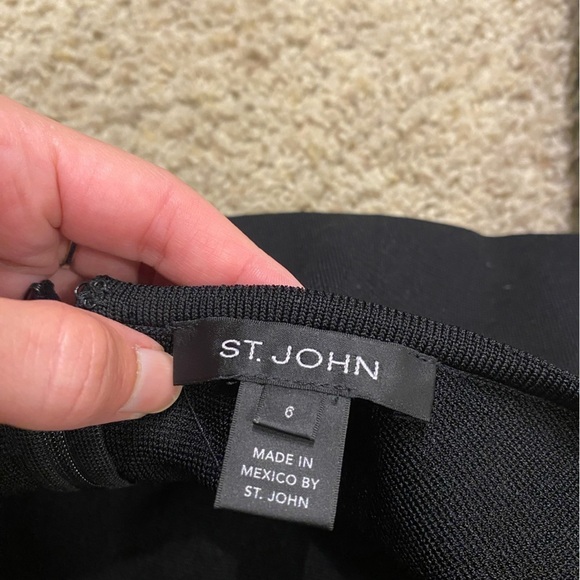 ST. JOHN
6
MADE IN
MEXICO BY
ST. JOHN